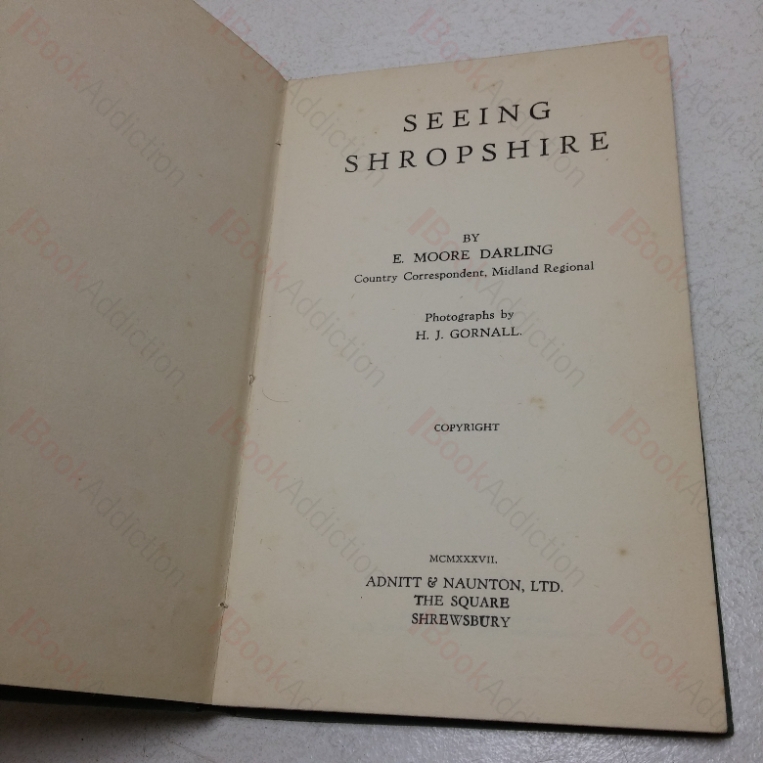 SEEING
SHROPSHIRE
BY
E. MOORE DARLING
Country Correspondent, Midland Regional
Photographs by
H. J. GORNALL.
COPYRIGHT
MCMXXXVII.
ADNITT & NAUNTON, LTD.
THE SQUARE
SHREWSBURY
BookAddiction